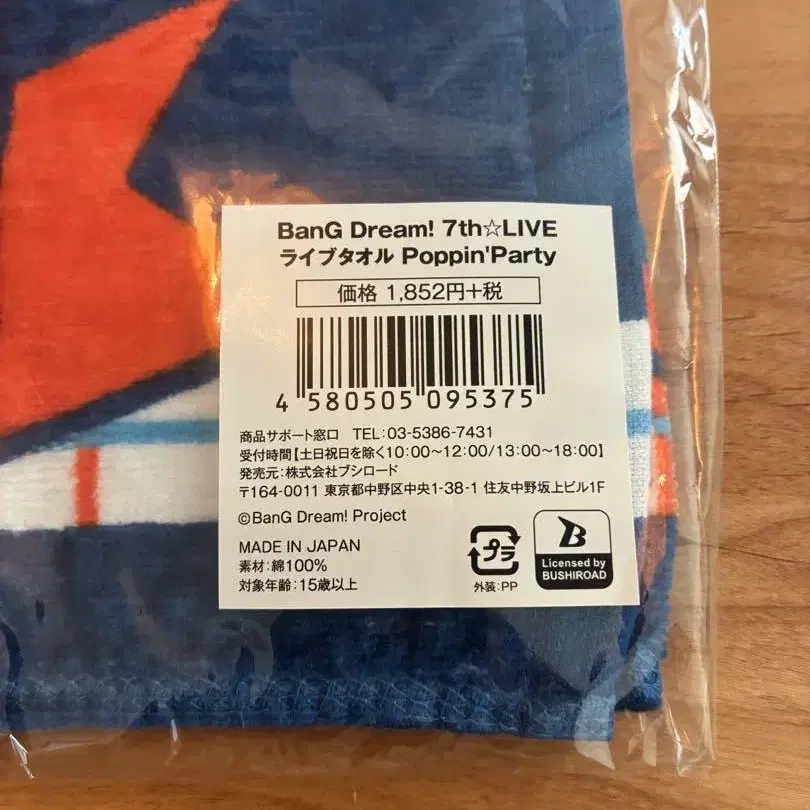 BanG Dream! 7th☆LIVE
ライブタオル Poppin'Party
価格 1,852円+税
4 580505 095375
商品サポート窓口 TEL:03-5386-7431
受付時間【土日祝日を除く10:00~12:00/13:00~18:00】
発売元:株式会社ブシロード
〒164-0011 東京都中野区中央1-38-1 住友中野坂上ビル1F
©BanG Dream! Project
MADE IN JAPAN
素材:綿100%
対象年齢:15歳以上
プラ
外装:PP
B
Licensed by
BUSHIROAD